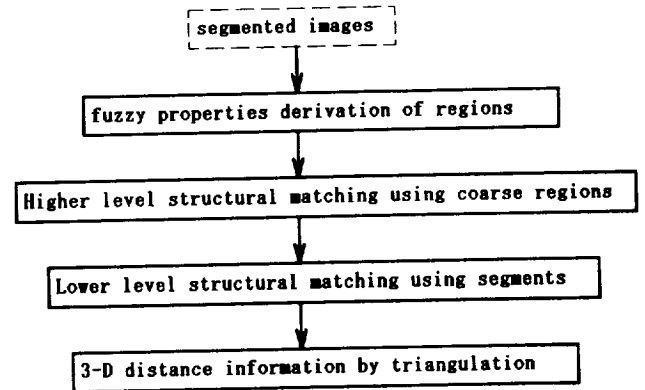 segmented images
fuzzy properties derivation of regions
Higher level structural matching using coarse regions
Lower level structural matching using segments
3-D distance information by triangulation